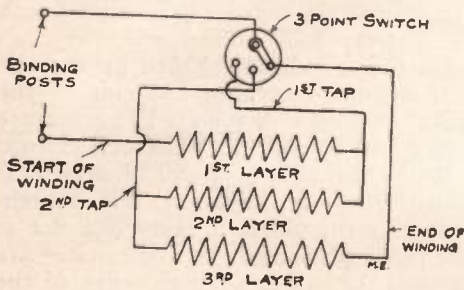 3 POINT SWITCH
BINDING
POSTS
1ST TAP
START OF
WINDING
1ST. LAYER
2ND TAP
2ND LAYER
END OF
WINDING
3RD LAYER
M.E.